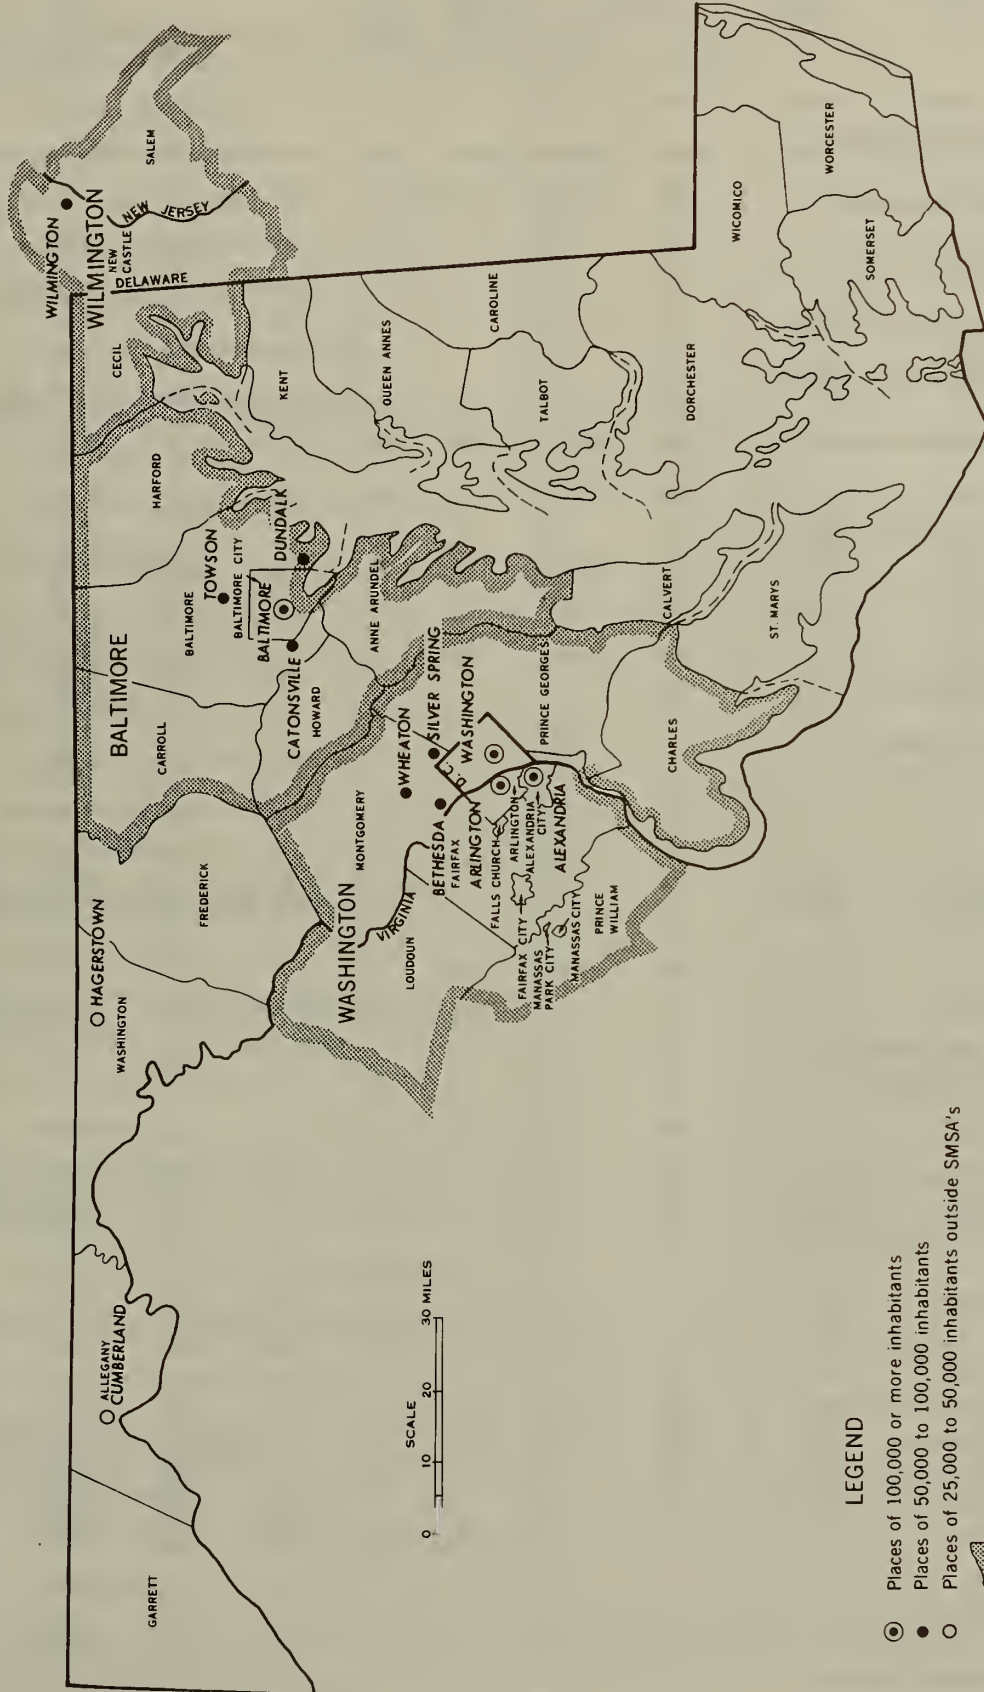 GARRETT
ALLEGANY
CUMBERLAND
WASHINGTON
HAGERSTOWN
FREDERICK
CARROLL
BALTIMORE
BALTIMORE
TOWSON
BALTIMORE CITY
BALTIMORE
CATONSVILLE
HOWARD
DUNDALK
HARFORD
CECIL
WILMINGTON
WILMINGTON
NEW
CASTLE
DELAWARE
NEW JERSEY
SALEM
KENT
QUEEN ANNES
CAROLINE
TALBOT
DORCHESTER
WICOMICO
WORCESTER
SOMERSET
ANNE ARUNDEL
CALVERT
ST. MARYS
CHARLES
PRINCE GEORGES
SILVER SPRING
WASHINGTON
D. C.
WHEATON
MONTGOMERY
BETHESDA
FAIRFAX
WASHINGTON
VIRGINIA
LOUDOUN
ARLINGTON
FALLS CHURCH
ARLINGTON
ALEXANDRIA
CITY
ALEXANDRIA
FAIRFAX CITY
MANASSAS
PARK CITY
MANASSAS CITY
PRINCE
WILLIAM
SCALE
0 10 20 30 MILES
LEGEND
Places of 100,000 or more inhabitants
Places of 50,000 to 100,000 inhabitants
Places of 25,000 to 50,000 inhabitants outside SMSA's